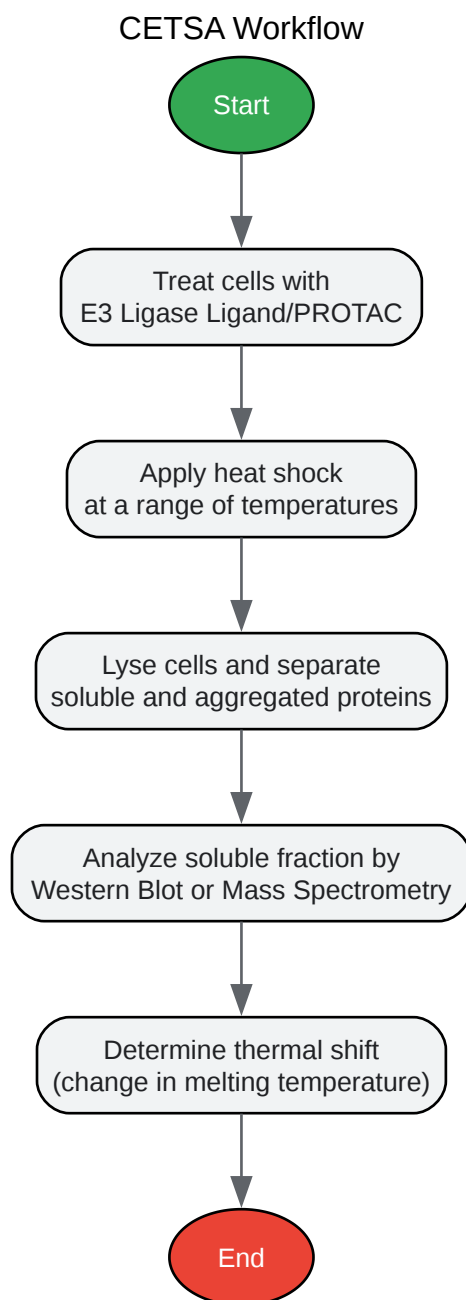 CETSA Workflow
Start
Treat cells with
E3 Ligase Ligand/PROTAC
Apply heat shock
at a range of temperatures
Lyse cells and separate
soluble and aggregated proteins
Analyze soluble fraction by
Western Blot or Mass Spectrometry
Determine thermal shift
(change in melting temperature)
End